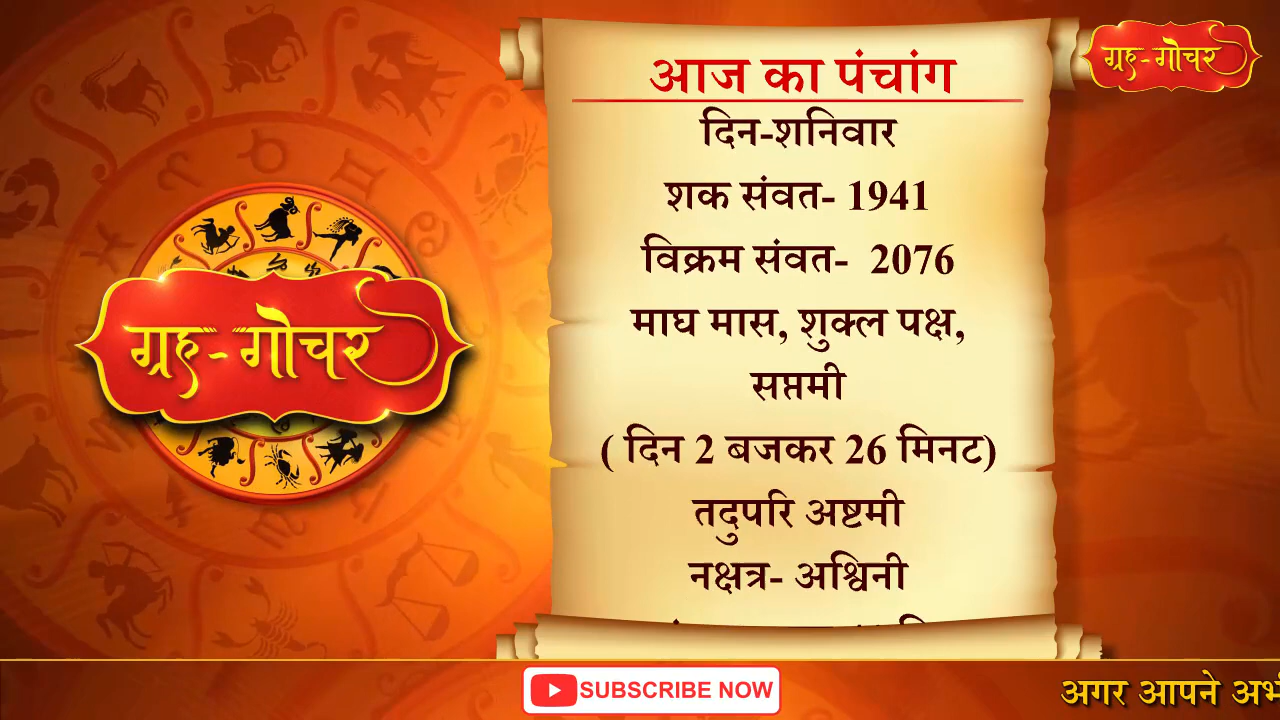 आज का पंचांग
ग्रह-गोचर
दिन-शनिवार
शक संवत- 1941
विक्रम संवत- 2076
माघ मास, शुक्ल पक्ष,
सप्तमी
( दिन 2 बजकर 26 मिनट)
तदुपरि अष्टमी
नक्षत्र- अश्विनी
ग्रह-गोचर
SUBSCRIBE NOW
अगर आपने